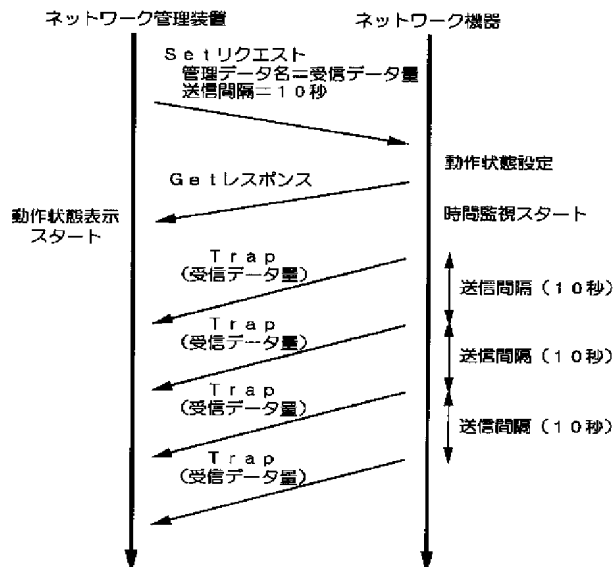 ネットワーク管理装置
ネットワーク機器
Ｓｅｔリクエスト
管理データ名＝受信データ量
送信間隔＝１０秒
動作状態設定
Ｇｅｔレスポンス
動作状態表示
スタート
時間監視スタート
Ｔｒａｐ
（受信データ量）
送信間隔（１０秒）
Ｔｒａｐ
（受信データ量）
送信間隔（１０秒）
Ｔｒａｐ
（受信データ量）
送信間隔（１０秒）
Ｔｒａｐ
（受信データ量）